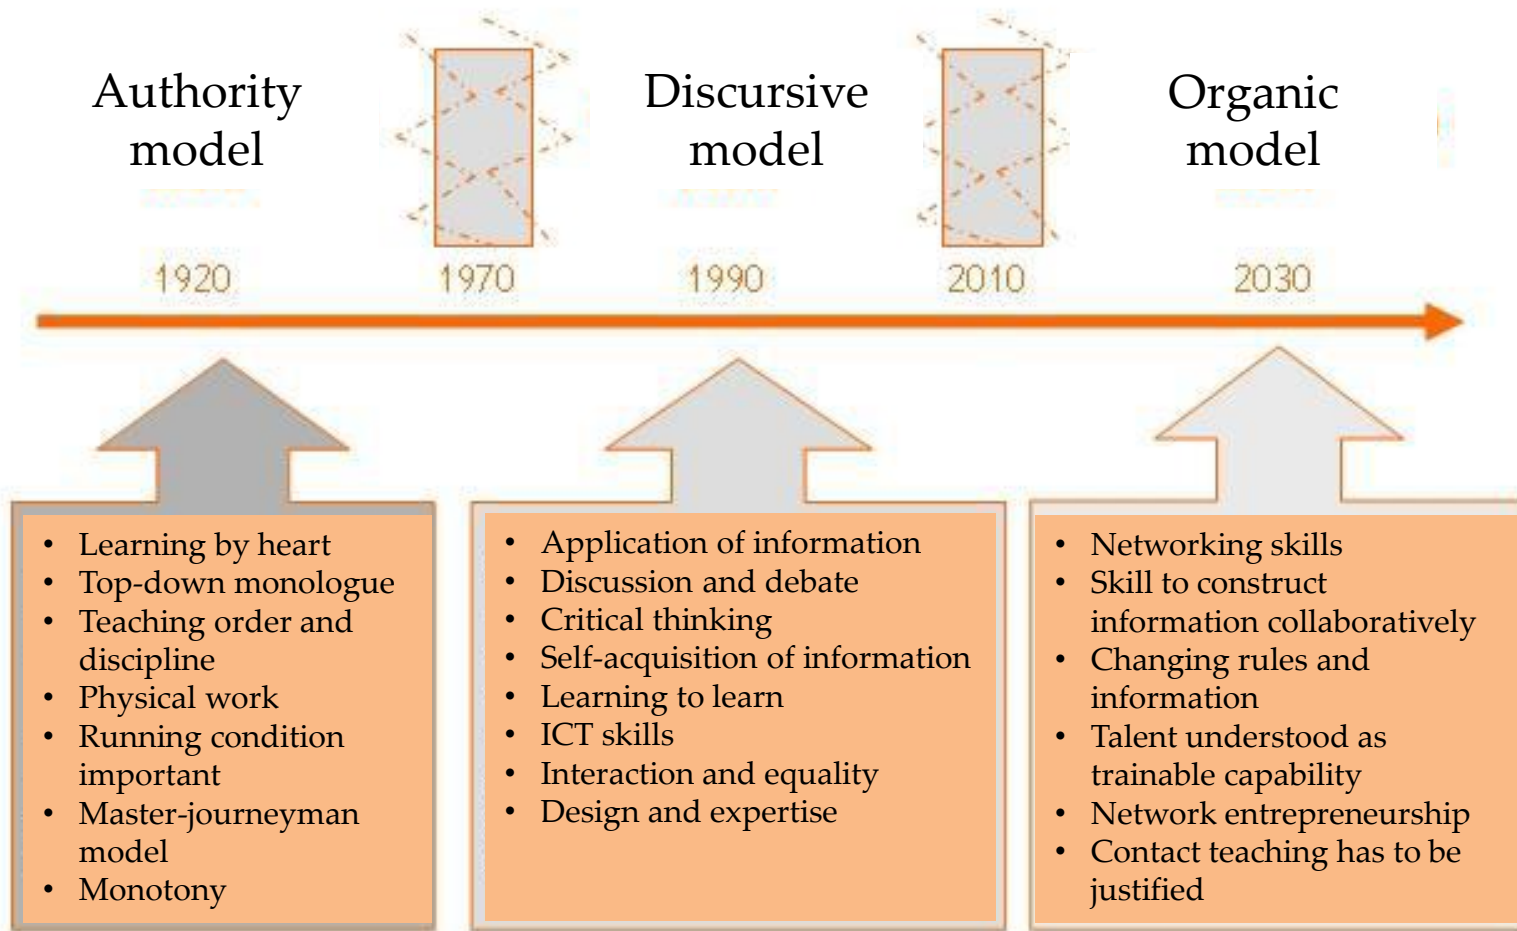 Authority
model
Discursive
model
Organic
model
1920
1970
1990
2010
2030
• Learning by heart
• Top-down monologue
• Teaching order and
discipline
• Physical work
• Running condition
important
• Master-journeyman
model
• Monotony
• Application of information
• Discussion and debate
• Critical thinking
• Self-acquisition of information
• Learning to learn
• ICT skills
• Interaction and equality
• Design and expertise
• Networking skills
• Skill to construct
information collaboratively
• Changing rules and
information
• Talent understood as
trainable capability
• Network entrepreneurship
• Contact teaching has to be
justified